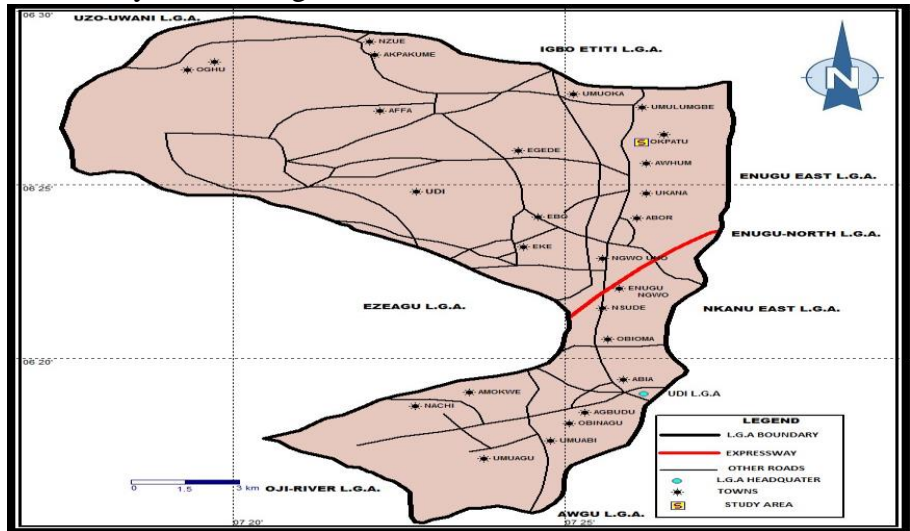 06 30'
UZO-UWANI L.G.A.
NZUE
AKPAKUME
IGBO ETITI L.G.A.
N
OGHU
UMUOKA
UMULUMGBE
AFFA
S
OKPATU
EGEDE
AWHUM
ENUGU EAST L.G.A.
06 25'
UDI
UKANA
EBO
ABOR
ENUGU-NORTH L.G.A.
EKE
NGWO UNO
ENUGU
NGWO
EZEAGU L.G.A.
NSUDE
NKANU EAST L.G.A.
OBIOMA
06 20'
ABIA
AMOKWE
UDI L.G.A
NACHI
AGBUDU
OBINAGU
UMUABI
UMUAGU
LEGEND
L.G.A BOUNDARY
EXPRESSWAY
OTHER ROADS
L.G.A HEADQUATER
TOWNS
S STUDY AREA
0 1.5 3 km
OJI-RIVER L.G.A.
AWGU L.G.A.
07 20'
07 25'